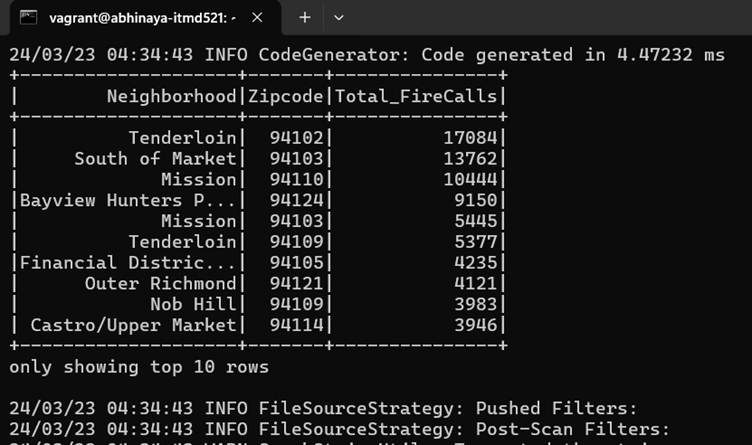 vagrant@abhinaya-itmd521: ~
24/03/23 04:34:43 INFO CodeGenerator: Code generated in 4.47232 ms
+--------------------+-------+---------------+
|        Neighborhood|Zipcode|Total_FireCalls|
+--------------------+-------+---------------+
|          Tenderloin|  94102|          17084|
|     South of Market|  94103|          13762|
|             Mission|  94110|          10444|
|Bayview Hunters P...|  94124|           9150|
|             Mission|  94103|           5445|
|          Tenderloin|  94109|           5377|
|Financial Distric...|  94105|           4235|
|      Outer Richmond|  94121|           4121|
|            Nob Hill|  94109|           3983|
| Castro/Upper Market|  94114|           3946|
+--------------------+-------+---------------+
only showing top 10 rows
24/03/23 04:34:43 INFO FileSourceStrategy: Pushed Filters:
24/03/23 04:34:43 INFO FileSourceStrategy: Post-Scan Filters: